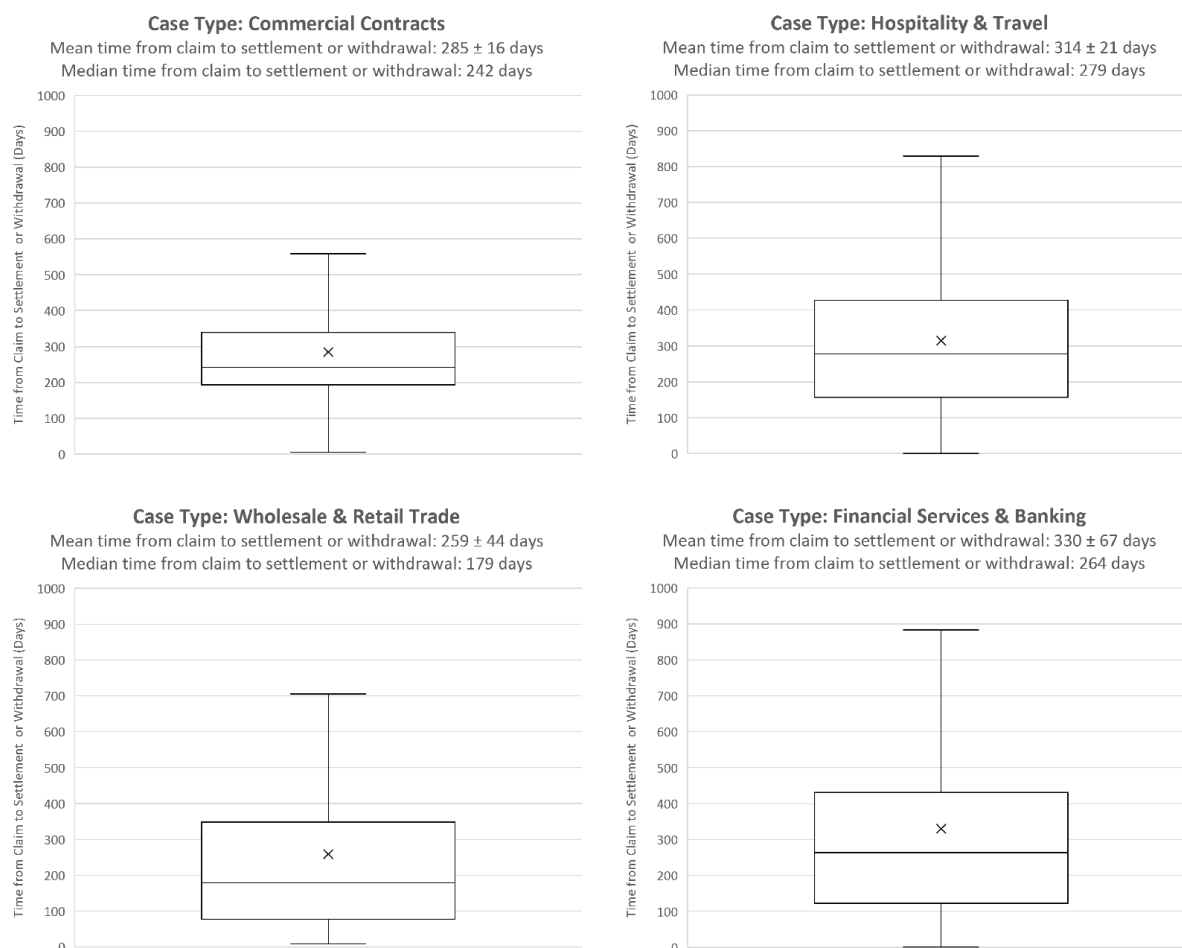 Case Type: Commercial Contracts
Mean time from claim to settlement or withdrawal: 285 ± 16 days
Median time from claim to settlement or withdrawal: 242 days
Time from Claim to Settlement or Withdrawal (Days)
1000
900
800
700
600
500
400
300
200
100
0
Case Type: Hospitality & Travel
Mean time from claim to settlement or withdrawal: 314 ± 21 days
Median time from claim to settlement or withdrawal: 279 days
Time from Claim to Settlement or Withdrawal (Days)
1000
900
800
700
600
500
400
300
200
100
0
Case Type: Wholesale & Retail Trade
Mean time from claim to settlement or withdrawal: 259 ± 44 days
Median time from claim to settlement or withdrawal: 179 days
Time from Claim to Settlement or Withdrawal (Days)
1000
900
800
700
600
500
400
300
200
100
0
Case Type: Financial Services & Banking
Mean time from claim to settlement or withdrawal: 330 ± 67 days
Median time from claim to settlement or withdrawal: 264 days
Time from Claim to Settlement or Withdrawal (Days)
1000
900
800
700
600
500
400
300
200
100
0